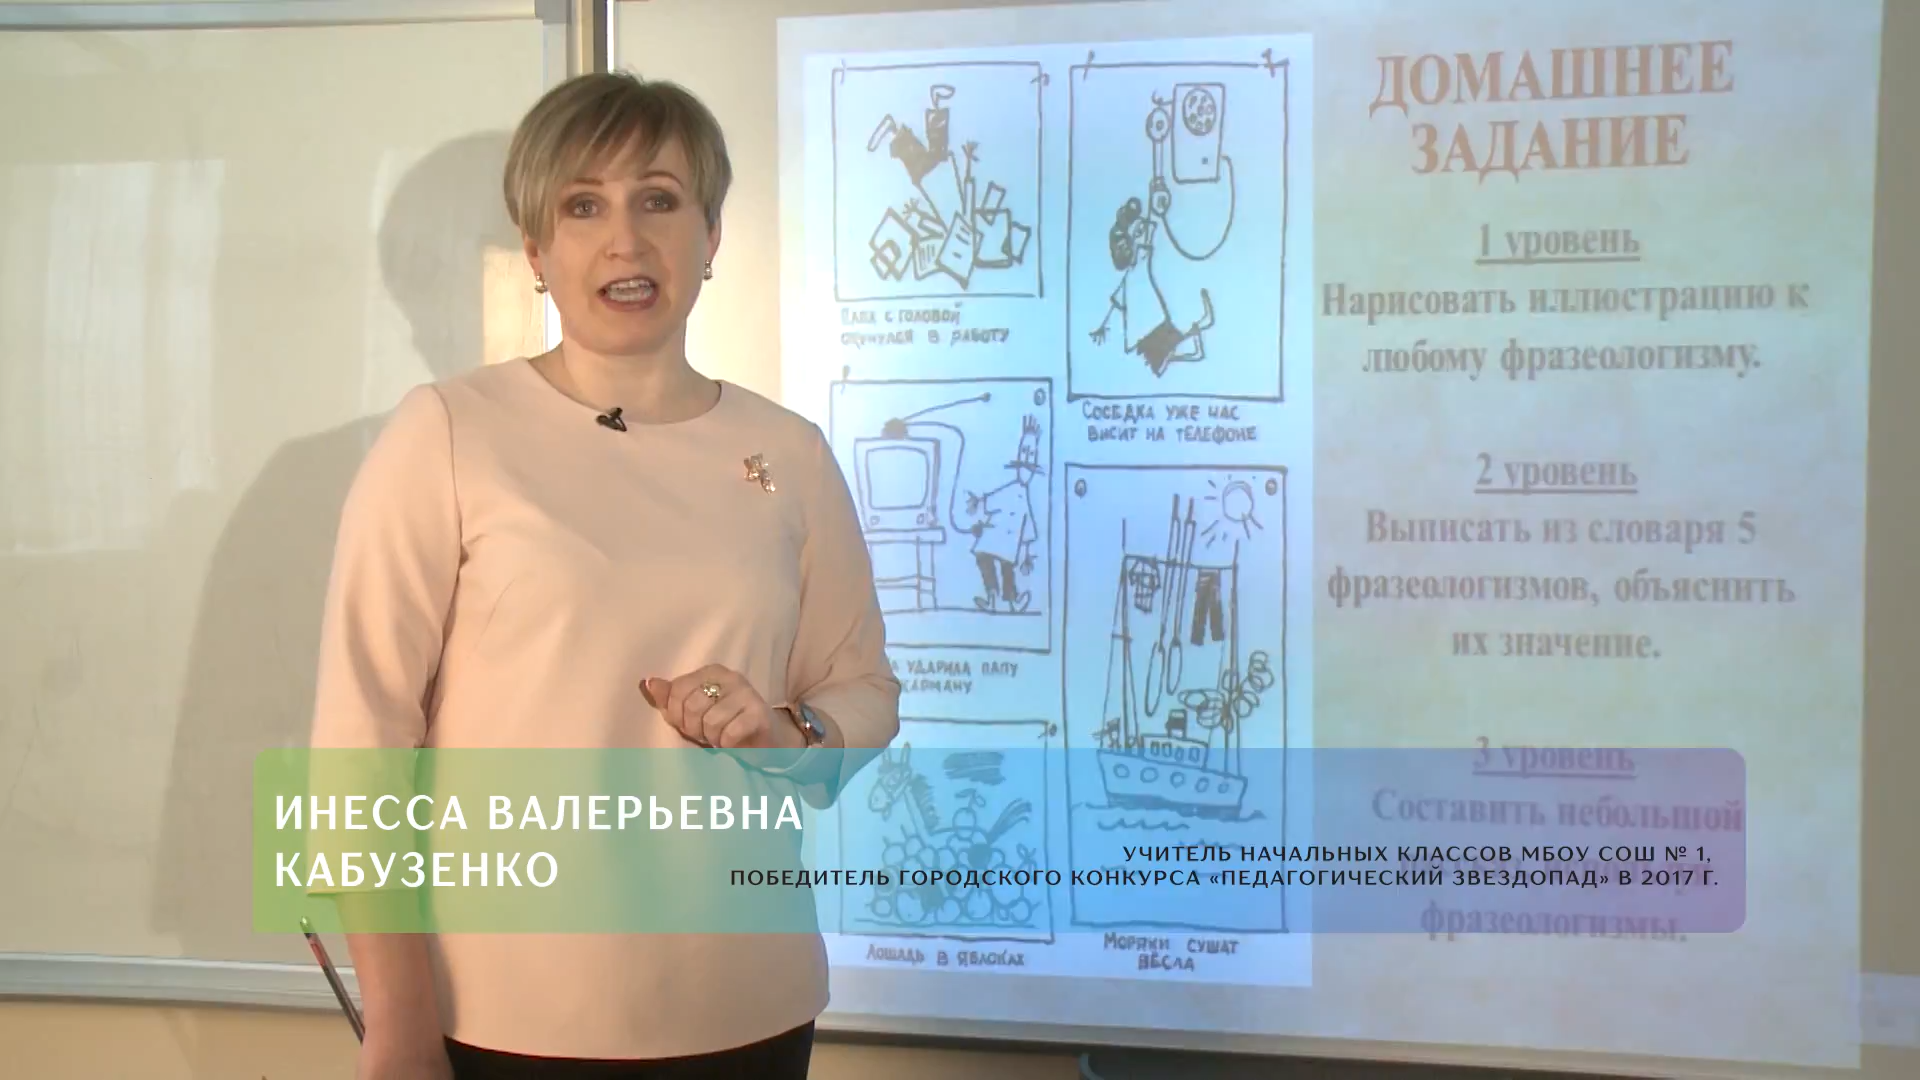 ДОМАШНЕЕ
ЗАДАНИЕ
1 уровень
Нарисовать иллюстрацию к
любому фразеологизму.
2 уровень
Выписать из словаря 5
фразеологизмов, объяснить
их значение.
3 уровень
Составить небольшой
фразеологизмы.
ПАПА С ГОЛОВОЙ
ОКУНУЛСЯ В РАБОТУ
СОСЕДКА УЖЕ ЧАС
ВИСИТ НА ТЕЛЕФОНЕ
УДАРИЛА ПАПУ
КАРМАНУ
ЛОШАДЬ В ЯБЛОКАХ
МОРЯКИ СУШАТ
ВЁСЛА
ИНЕССА ВАЛЕРЬЕВНА
КАБУЗЕНКО
УЧИТЕЛЬ НАЧАЛЬНЫХ КЛАССОВ МБОУ СОШ № 1,
ПОБЕДИТЕЛЬ ГОРОДСКОГО КОНКУРСА «ПЕДАГОГИЧЕСКИЙ ЗВЕЗДОПАД» В 2017 Г.